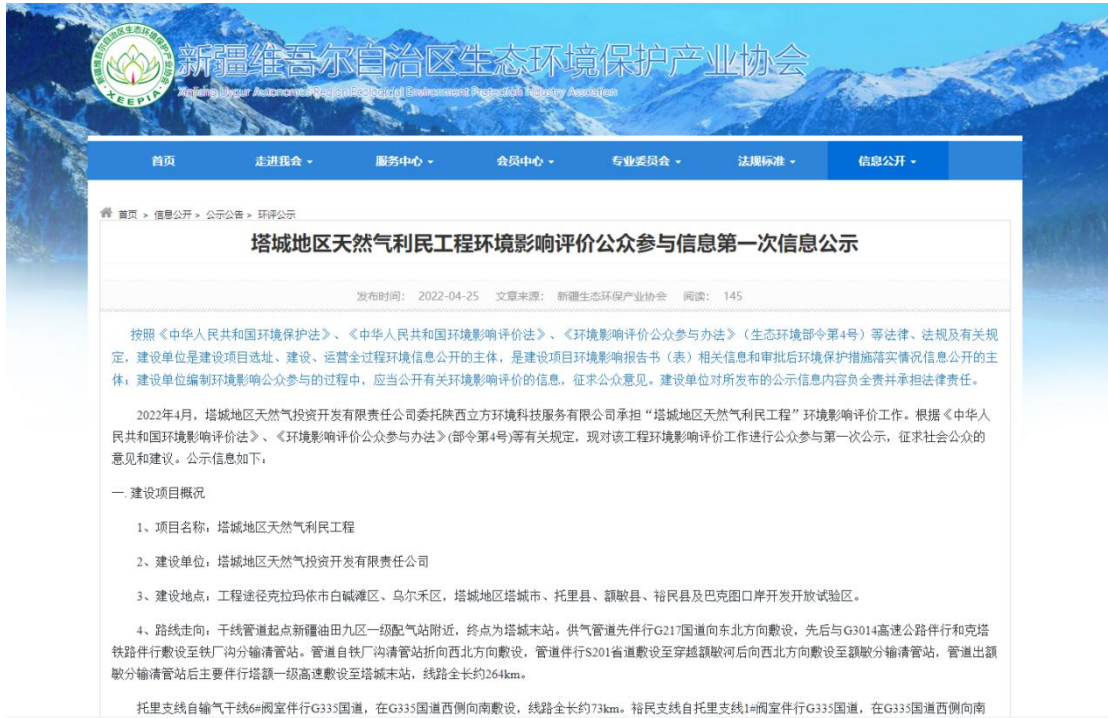 新疆维吾尔自治区生态环境保护产业协会
Xinjiang Uygur Autonomous Region Ecological Environment Protection Industry Association
XEEPIA
首页 走进我会 服务中心 会员中心 专业委员会 法规标准 信息公开
首页 > 信息公开 > 公示公告 > 环评公示
塔城地区天然气利民工程环境影响评价公众参与信息第一次信息公示
发布时间： 2022-04-25 文章来源： 新疆生态环保产业协会 阅读： 145
按照《中华人民共和国环境保护法》、《中华人民共和国环境影响评价法》、《环境影响评价公众参与办法》（生态环境部令第4号）等法律、法规及有关规
定，建设单位是建设项目选址、建设、运营全过程环境信息公开的主体，是建设项目环境影响报告书（表）相关信息和审批后环境保护措施落实情况信息公开的主
体；建设单位编制环境影响公众参与的过程中，应当公开有关环境影响评价的信息，征求公众意见。建设单位对所发布的公示信息内容负全责并承担法律责任。
2022年4月，塔城地区天然气投资开发有限责任公司委托陕西立方环境科技服务有限公司承担“塔城地区天然气利民工程”环境影响评价工作。根据《中华人
民共和国环境影响评价法》、《环境影响评价公众参与办法》(部令第4号)等有关规定，现对该工程环境影响评价工作进行公众参与第一次公示，征求社会公众的
意见和建议。公示信息如下：
一. 建设项目概况
1、项目名称：塔城地区天然气利民工程
2、建设单位：塔城地区天然气投资开发有限责任公司
3、建设地点：工程途径克拉玛依市白碱滩区、乌尔禾区，塔城地区塔城市、托里县、额敏县、裕民县及巴克图口岸开发开放试验区。
4、路线走向：干线管道起点新疆油田九区一级配气站附近，终点为塔城末站。供气管道先伴行G217国道向东北方向敷设，先后与G3014高速公路伴行和克塔
铁路伴行敷设至铁厂沟分输清管站。管道自铁厂沟清管站折向西北方向敷设，管道伴行S201省道敷设至穿越额敏河后向西北方向敷设至额敏分输清管站，管道出额
敏分输清管站后主要伴行塔额一级高速敷设至塔城末站，线路全长约264km。
托里支线自输气干线6#阀室伴行G335国道，在G335国道西侧向南敷设，线路全长约73km。裕民支线自托里支线1#阀室伴行G335国道，在G335国道西侧向南